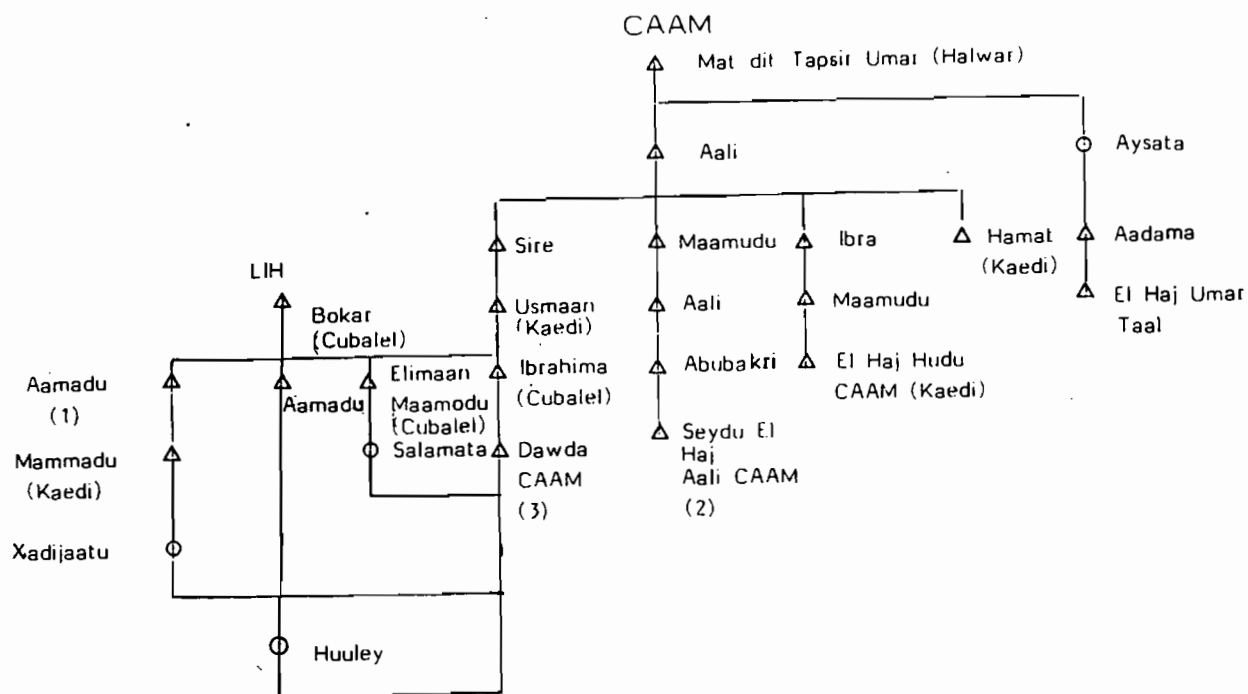 CAAM
Mat dit Tapsir Umar (Halwar)
Aali
Aysata
Sire
Maamudu
Ibra
Hamat
(Kaedi)
Aadama
LIH
Bokar
(Cubalel)
Usmaan
(Kaedi)
Aali
Maamudu
El Haj Umar
Taal
Aamadu
(1)
Aamadu
Elimaan
Maamodu
(Cubalel)
Ibrahima
(Cubalel)
Abubakri
El Haj Hudu
CAAM (Kaedi)
Mammadu
(Kaedi)
Salamata
Dawda
CAAM
(3)
Seydu El
Haj
Aali CAAM
(2)
Xadijaatu
Huuley